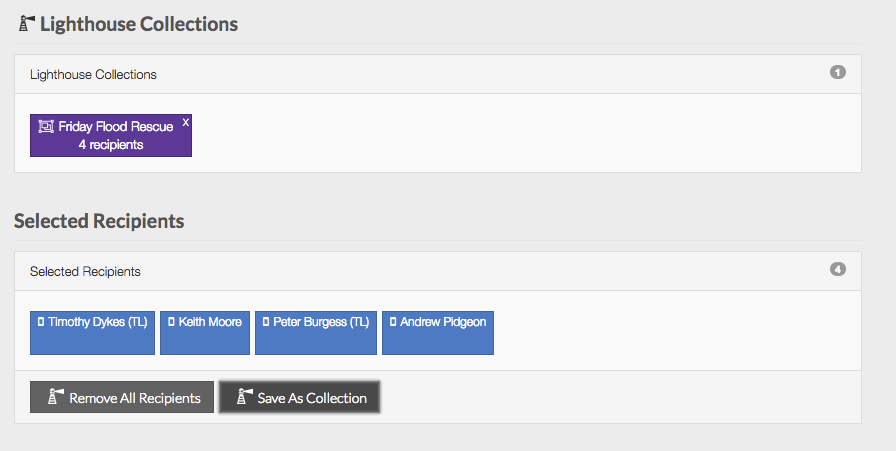 Lighthouse Collections
Lighthouse Collections 1
Friday Flood Rescue x
4 recipients
Selected Recipients
Selected Recipients 4
Timothy Dykes (TL) Keith Moore Peter Burgess (TL) Andrew Pidgeon
Remove All Recipients Save As Collection